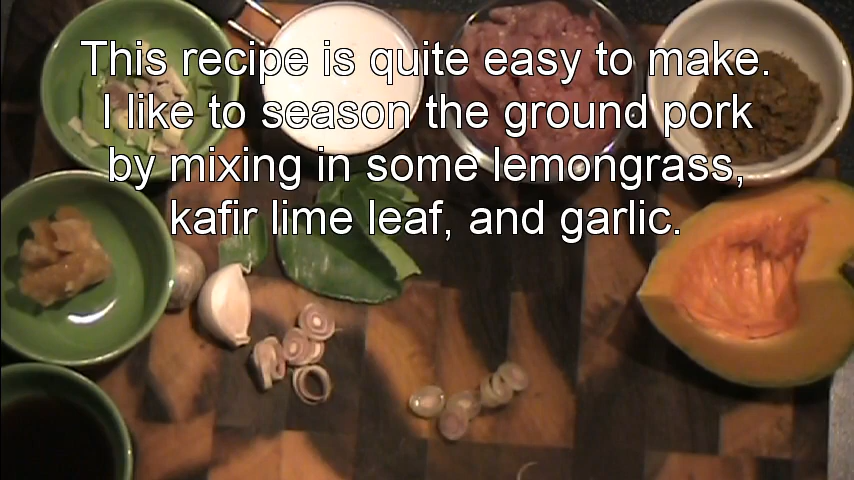 This recipe is quite easy to make.
I like to season the ground pork
by mixing in some lemongrass,
kafir lime leaf, and garlic.